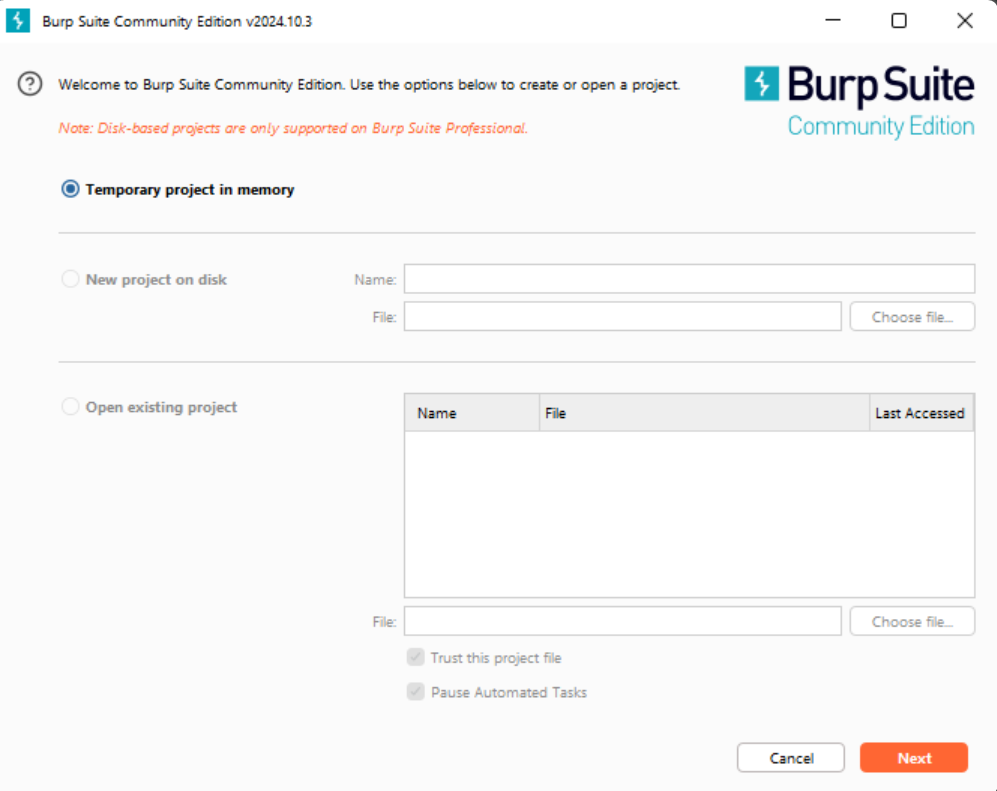 Burp Suite Community Edition v2024.10.3
Welcome to Burp Suite Community Edition. Use the options below to create or open a project.
Note: Disk-based projects are only supported on Burp Suite Professional.
Burp Suite
Community Edition
Temporary project in memory
New project on disk
Name:
File:
Choose file...
Open existing project
Name File Last Accessed
File:
Choose file...
Trust this project file
Pause Automated Tasks
Cancel
Next